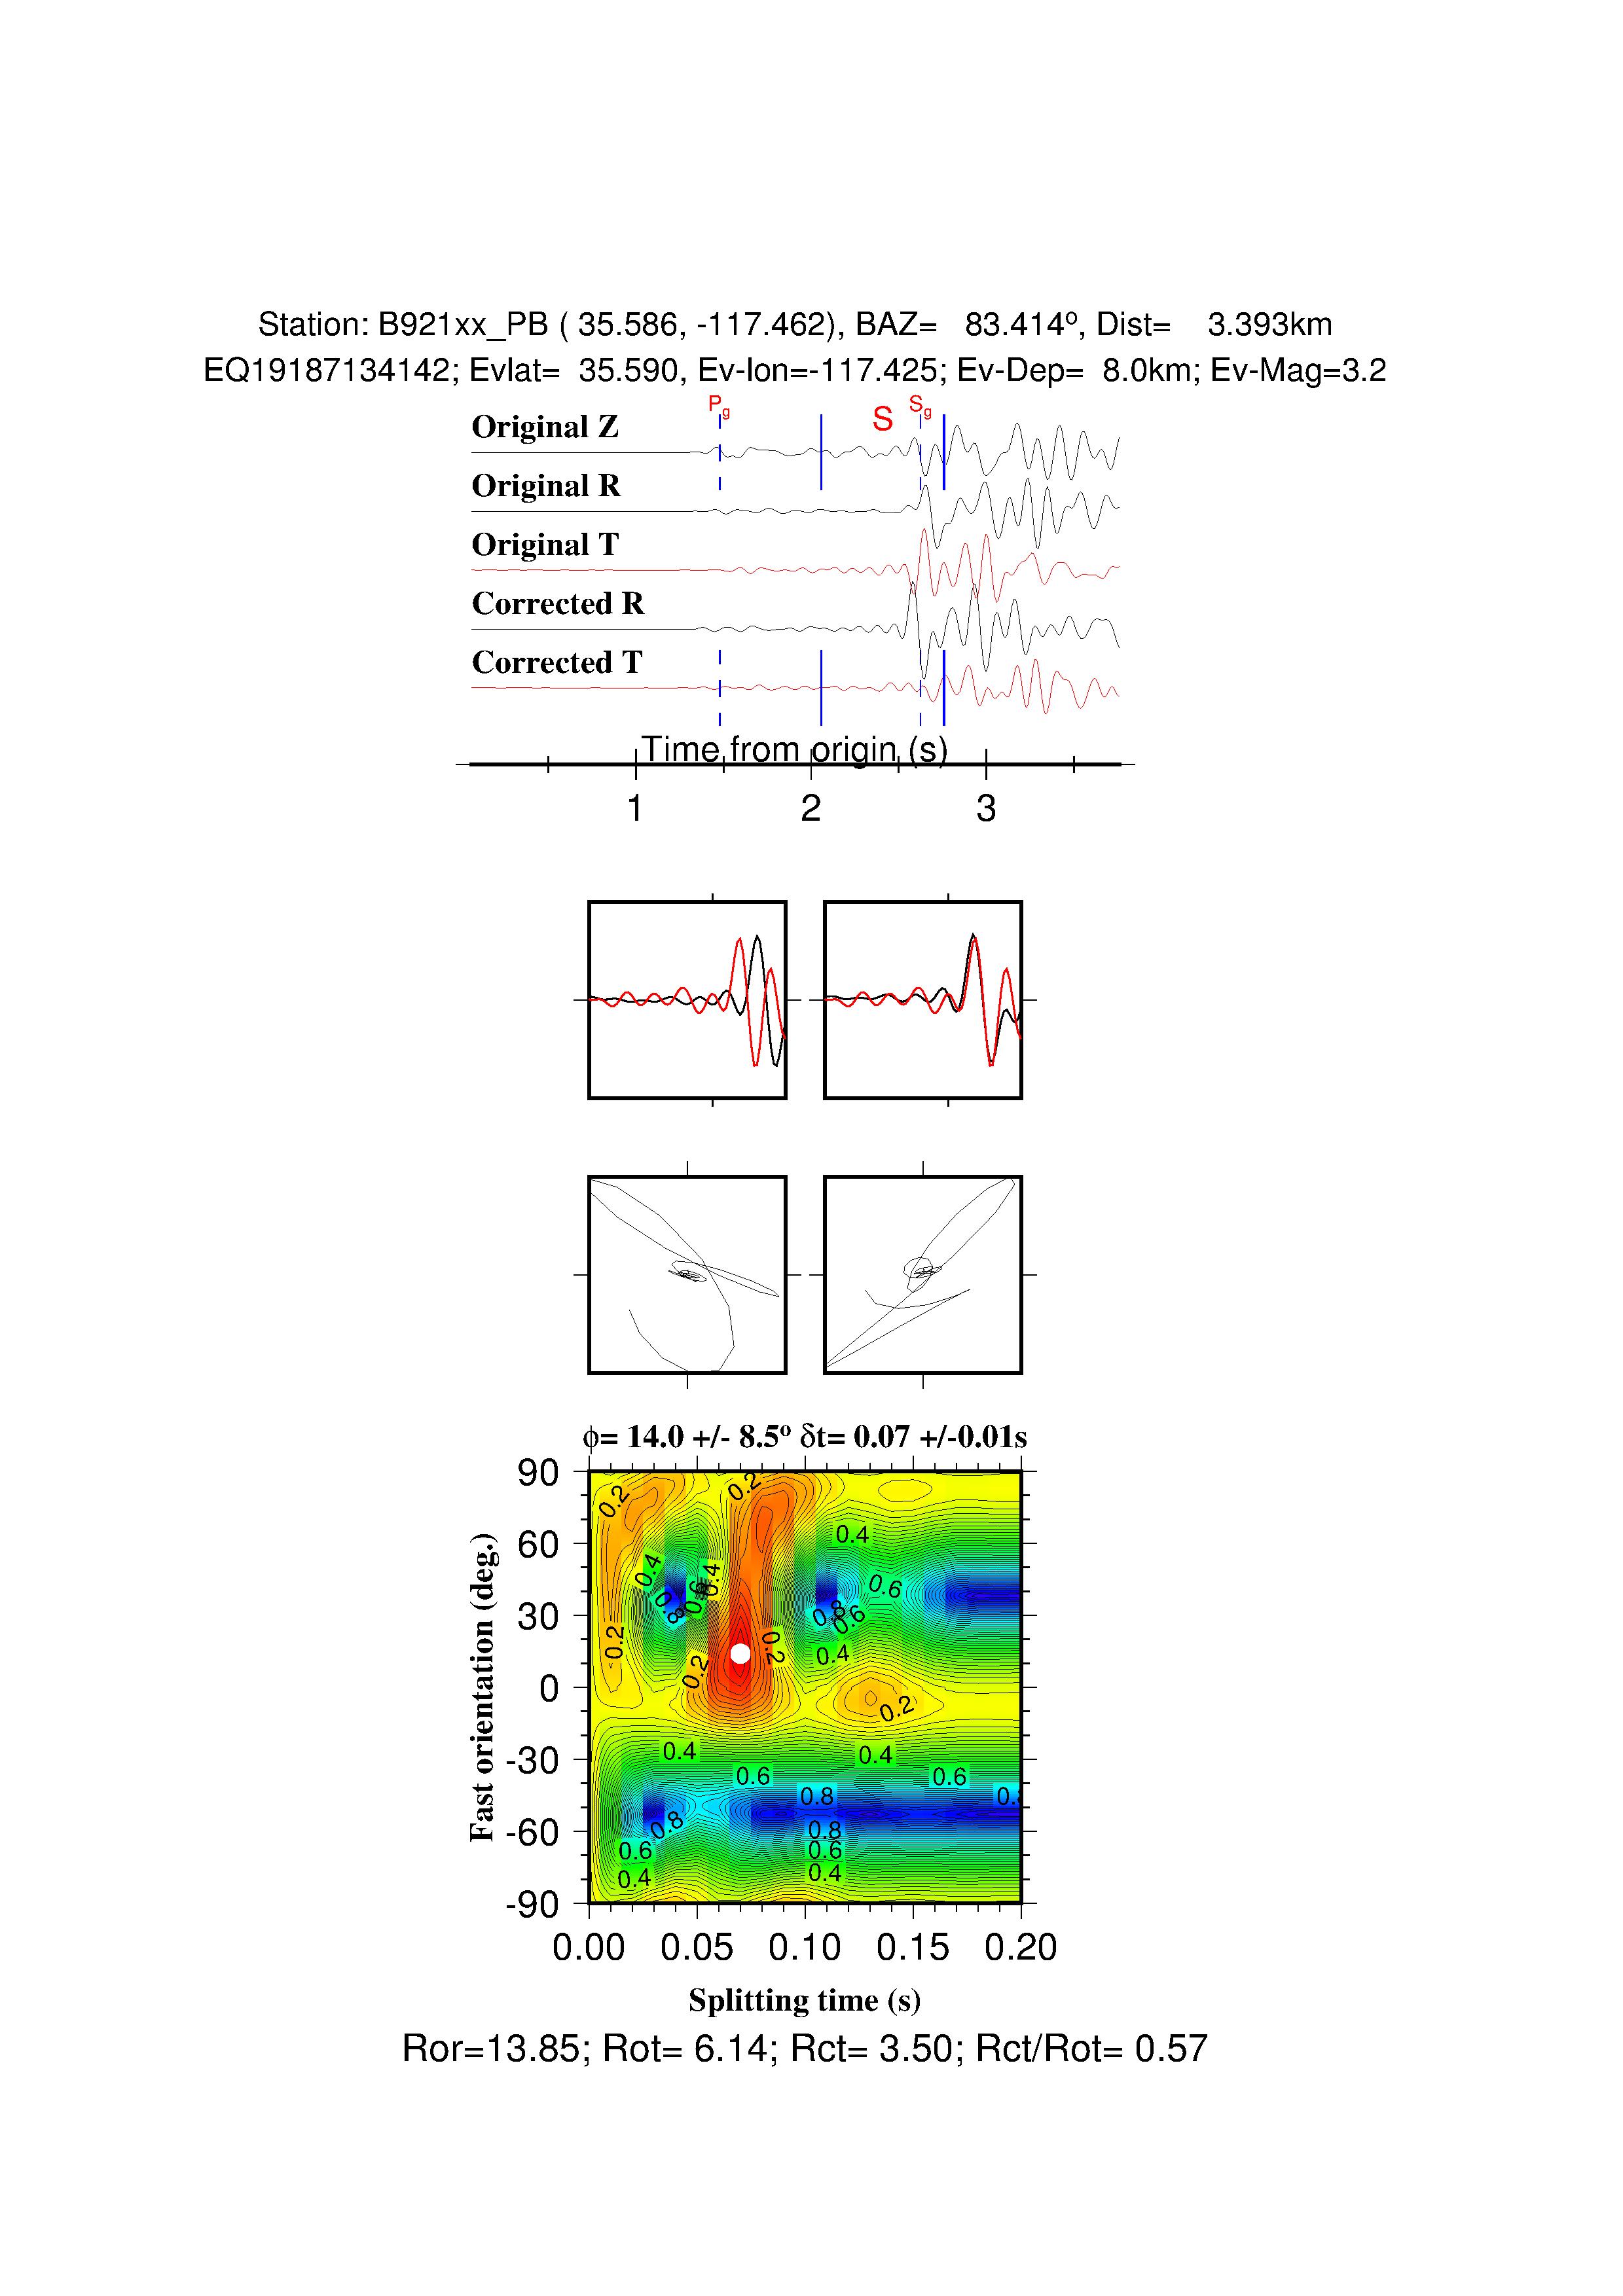 Station: B921xx_PB ( 35.586, -117.462), BAZ= 83.414º, Dist= 3.393km
EQ19187134142; Evlat= 35.590, Ev-lon=-117.425; Ev-Dep= 8.0km; Ev-Mag=3.2
Pg S Sg
Original Z
Original R
Original T
Corrected R
Corrected T
Time from origin (s)
1 2 3
ϕ= 14.0 +/- 8.5º δt= 0.07 +/-0.01s
90
60
30
0
-30
-60
-90
Fast orientation (deg.)
0.2 0.2
0.4
0.4 0.4 0.6
0.8 0.6 0.8 0.6
0.2 0.2 0.4
0.2 0.2
0.4 0.4
0.6 0.6
0.8
0.8 0.8
0.6 0.6
0.4 0.4
0.00 0.05 0.10 0.15 0.20
Splitting time (s)
Ror=13.85; Rot= 6.14; Rct= 3.50; Rct/Rot= 0.57